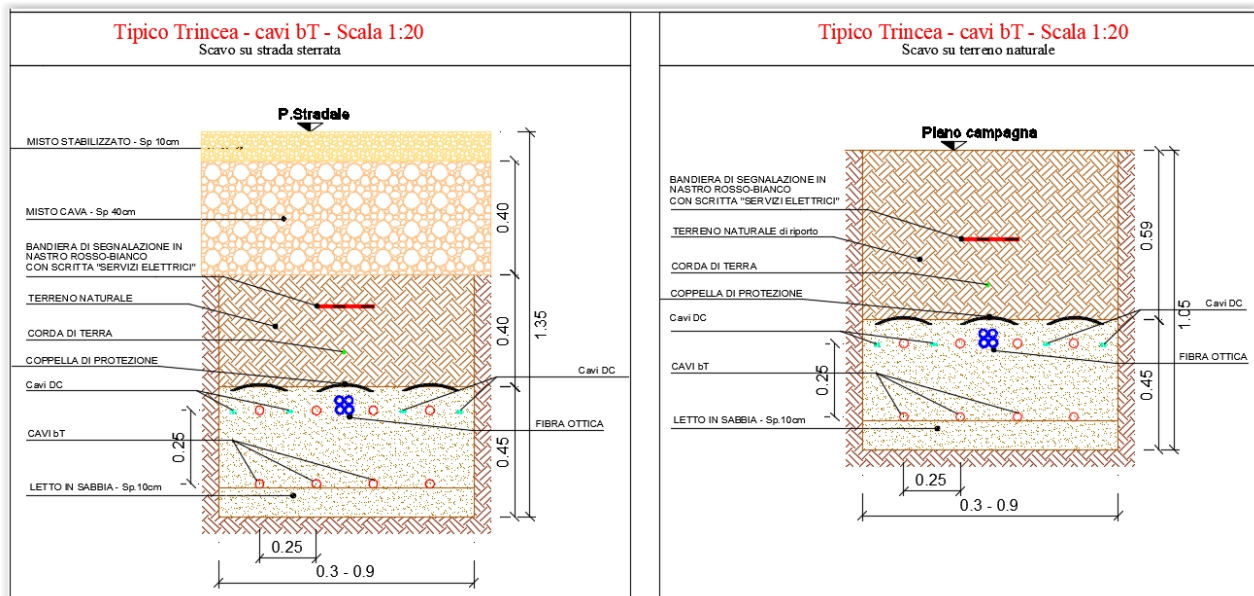 Tipico Trincea - cavi bT - Scala 1:20
Scavo su strada sterrata
P.Stradale
MISTO STABILIZZATO - Sp 10cm
MISTO CAVA - Sp 40cm
BANDIERA DI SEGNALAZIONE IN
NASTRO ROSSO-BIANCO
CON SCRITTA "SERVIZI ELETTRICI"
TERRENO NATURALE
CORDA DI TERRA
COPPELLA DI PROTEZIONE
Cavi DC
CAVI bT
LETTO IN SABBIA - Sp.10cm
Cavi DC
FIBRA OTTICA
0.40
0.40
0.45
1.35
0.25
0.25
0.3 - 0.9
Tipico Trincea - cavi bT - Scala 1:20
Scavo su terreno naturale
Piano campagna
BANDIERA DI SEGNALAZIONE IN
NASTRO ROSSO-BIANCO
CON SCRITTA "SERVIZI ELETTRICI"
TERRENO NATURALE di riporto
CORDA DI TERRA
COPPELLA DI PROTEZIONE
Cavi DC
CAVI bT
LETTO IN SABBIA - Sp.10cm
Cavi DC
FIBRA OTTICA
0.59
0.45
1.05
0.25
0.25
0.3 - 0.9